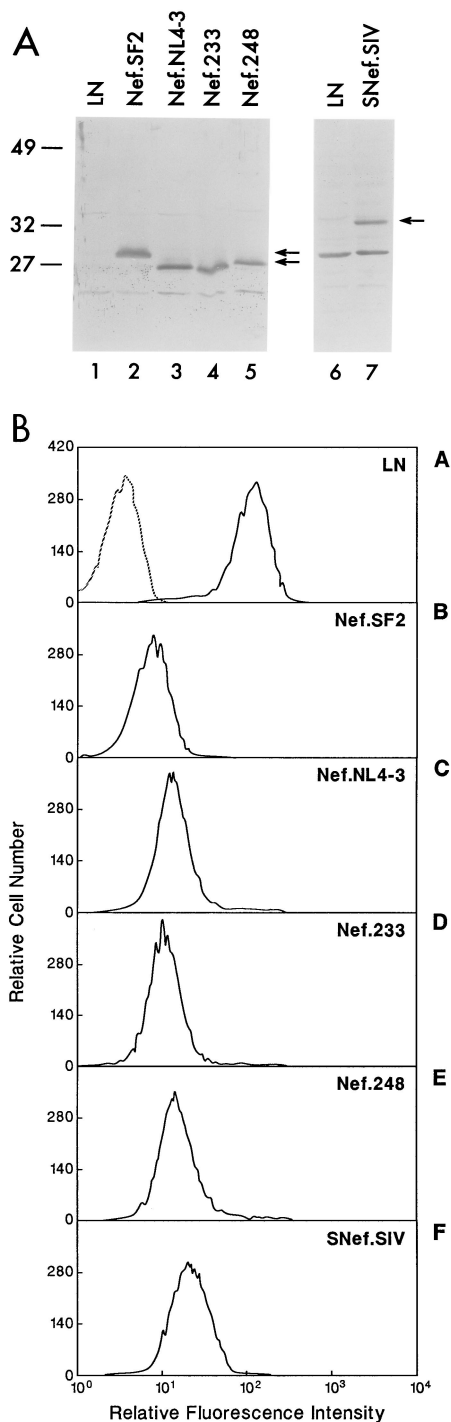 A
LN
Nef.SF2
Nef.NL4-3
Nef.233
Nef.248
LN
SNef.SIV
49
32
27
1 2 3 4 5 6 7
B
420
280
140
0
LN
A
280
140
0
Nef.SF2
B
280
140
0
Nef.NL4-3
C
280
140
0
Nef.233
D
280
140
0
Nef.248
E
280
140
0
SNef.SIV
F
Relative Cell Number
10⁰ 10¹ 10² 10³ 10⁴
Relative Fluorescence Intensity